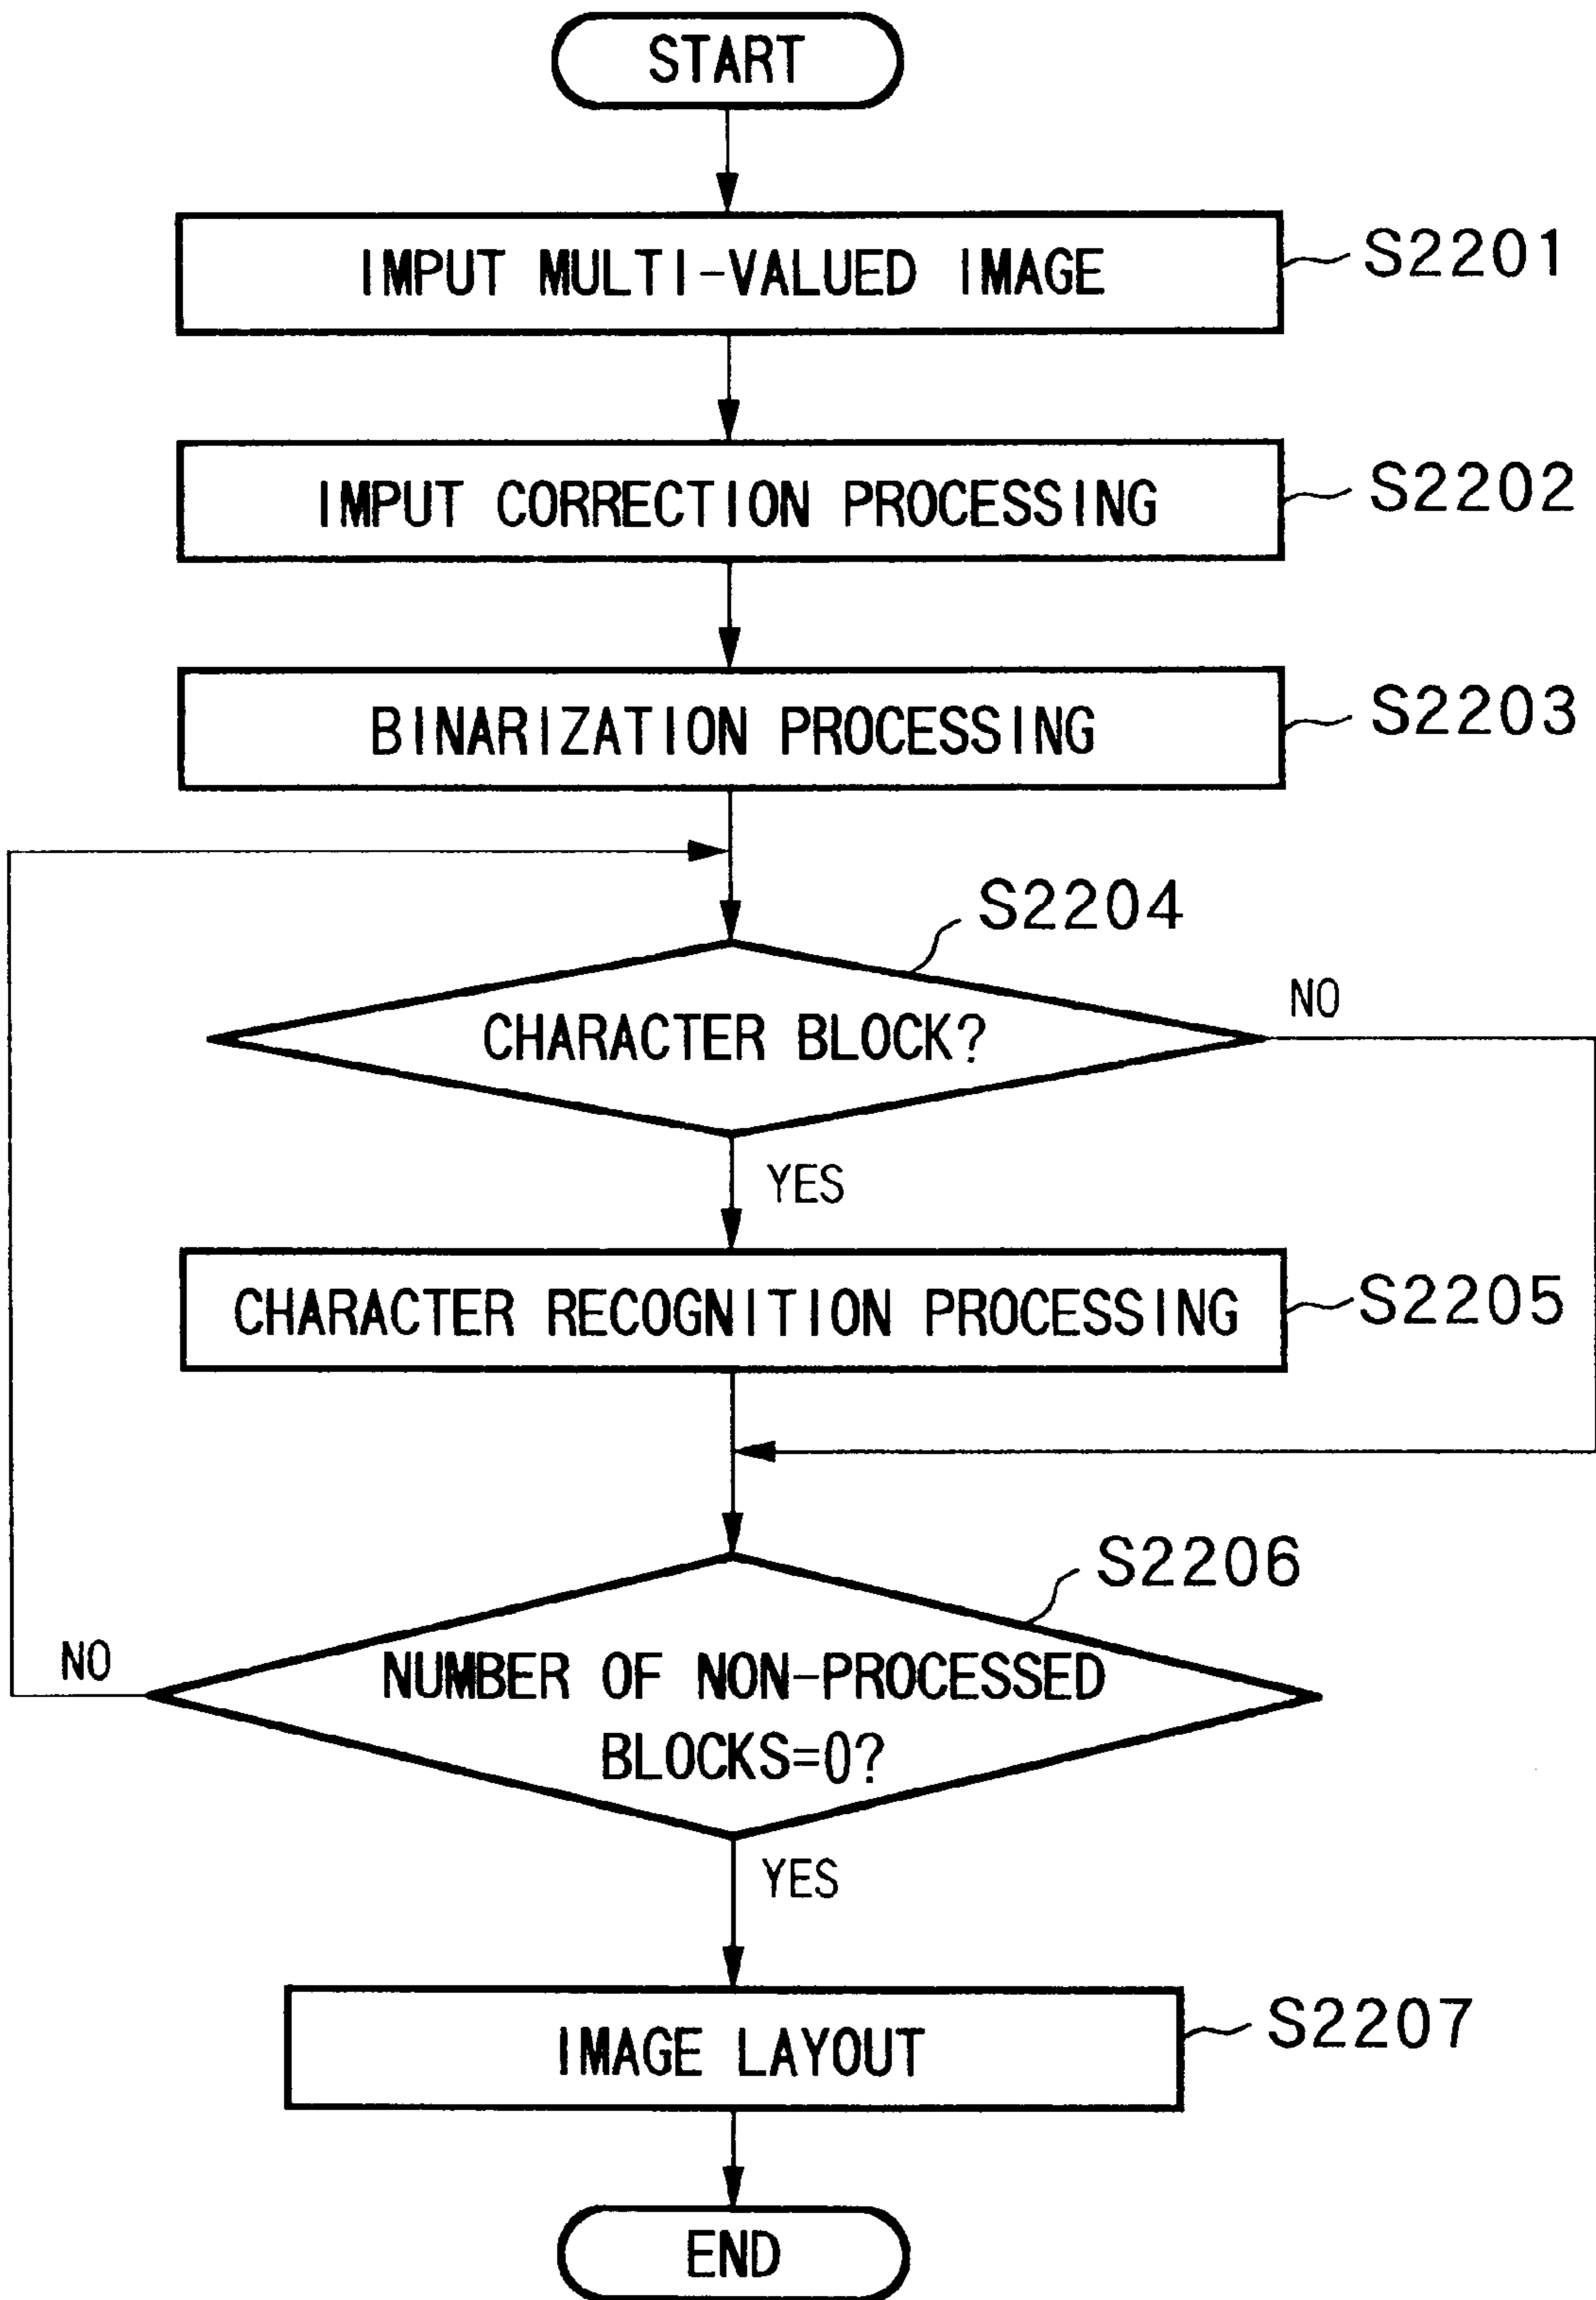 START
IMPUT MULTI-VALUED IMAGE
S2201
IMPUT CORRECTION PROCESSING
S2202
BINARIZATION PROCESSING
S2203
S2204
CHARACTER BLOCK?
NO
YES
CHARACTER RECOGNITION PROCESSING
S2205
S2206
NO
NUMBER OF NON-PROCESSED
BLOCKS=0?
YES
IMAGE LAYOUT
S2207
END